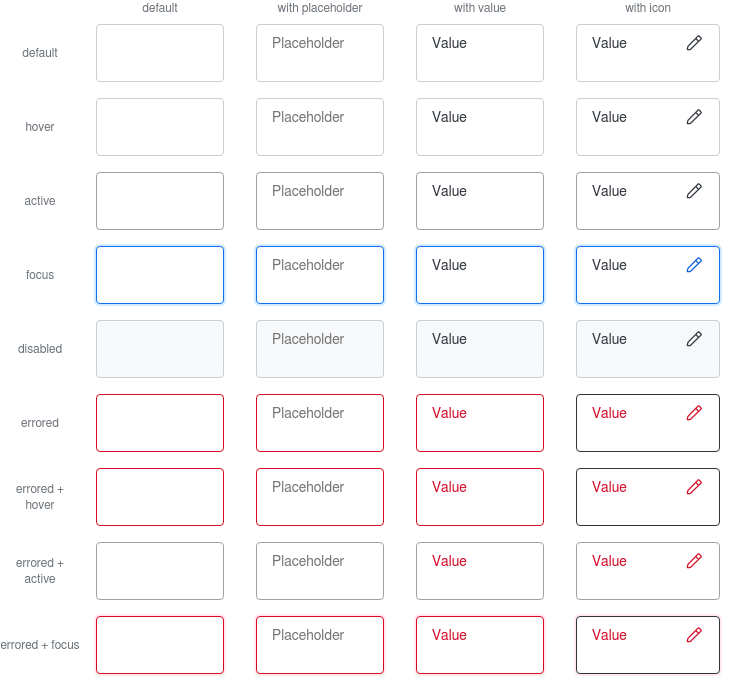 default with placeholder with value with icon
default Placeholder Value Value
hover Placeholder Value Value
active Placeholder Value Value
focus Placeholder Value Value
disabled Placeholder Value Value
errored Placeholder Value Value
errored +
hover Placeholder Value Value
errored +
active Placeholder Value Value
errored + focus Placeholder Value Value